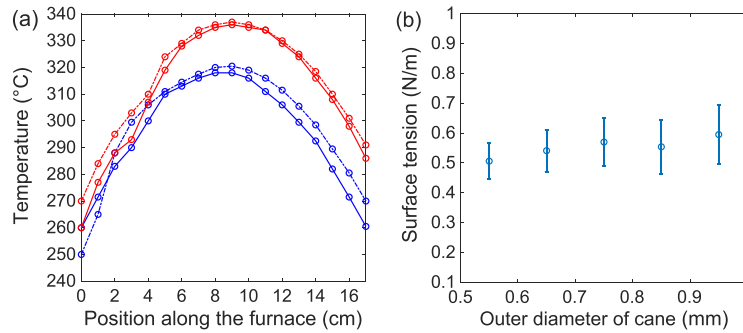 (a)
340
330
320
310
300
290
280
270
260
250
240
Temperature (°C)
0 2 4 6 8 10 12 14 16
Position along the furnace (cm)
(b)
1
0.9
0.8
0.7
0.6
0.5
0.4
0.3
0.2
0.1
Surface tension (N/m)
0.5 0.6 0.7 0.8 0.9
Outer diameter of cane (mm)